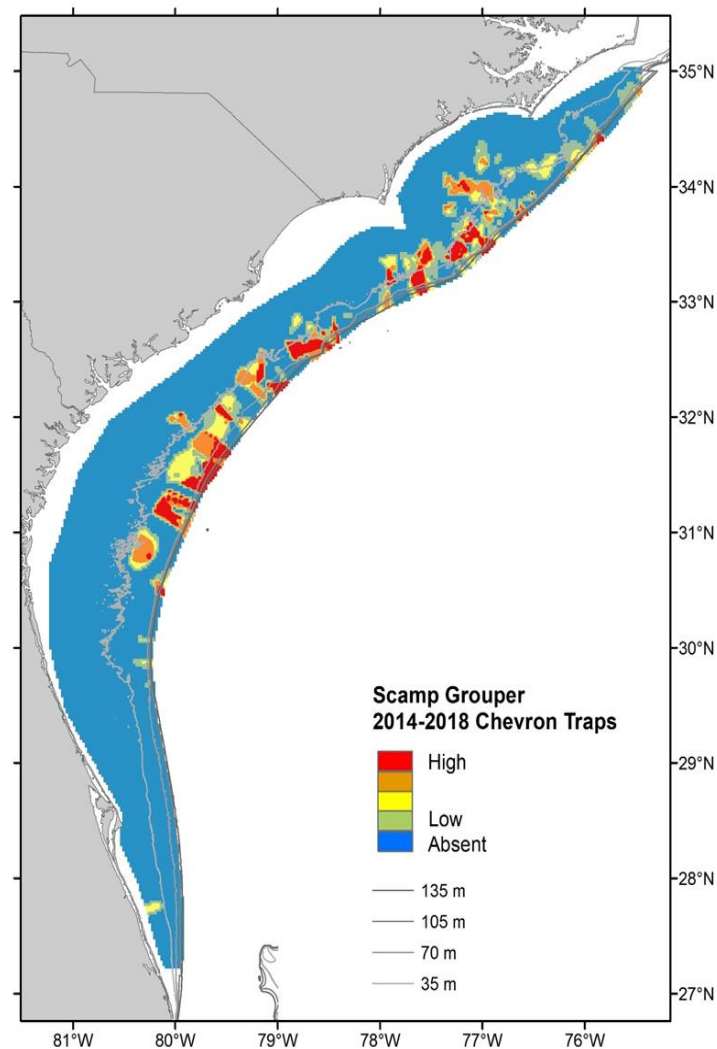 35°N
34°N
33°N
32°N
31°N
30°N
29°N
28°N
27°N
Scamp Grouper
2014-2018 Chevron Traps
High
Low
Absent
135 m
105 m
70 m
35 m
81°W 80°W 79°W 78°W 77°W 76°W